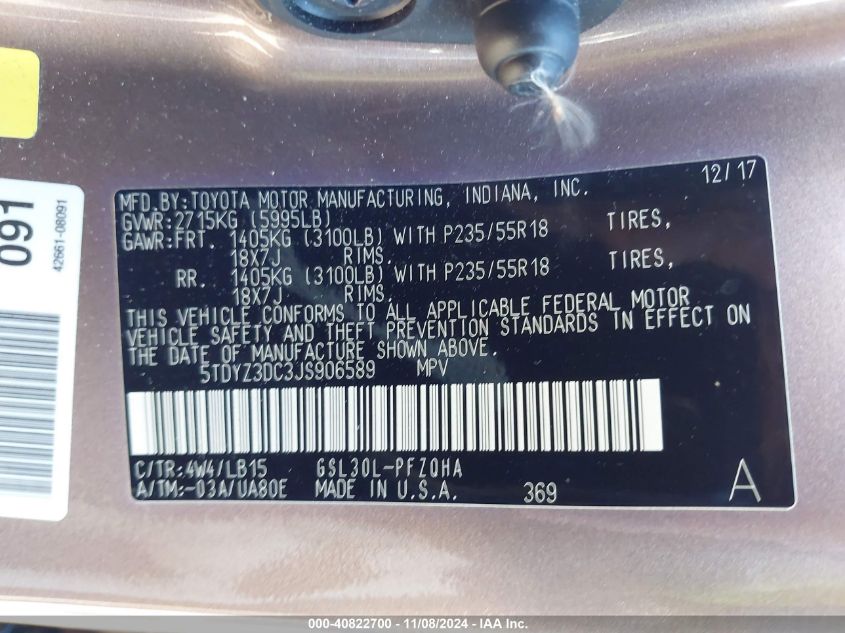 MFD.BY:TOYOTA MOTOR MANUFACTURING, INDIANA, INC. 12/17
GVWR:2715KG (5995LB)
GAWR:FRT. 1405KG (3100LB) WITH P235/55R18 TIRES,
18X7J RIMS.
RR. 1405KG (3100LB) WITH P235/55R18 TIRES,
18X7J RIMS.
THIS VEHICLE CONFORMS TO ALL APPLICABLE FEDERAL MOTOR
VEHICLE SAFETY AND THEFT PREVENTION STANDARDS IN EFFECT ON
THE DATE OF MANUFACTURE SHOWN ABOVE.
5TDYZ3DC3JS906589 MPV
C/TR:4W4/LB15 GSL30L-PFZQHA
A/TM:-03A/UA80E MADE IN U.S.A. 369 A
091
42661-08091
000-40822700 - 11/08/2024 - IAA Inc.